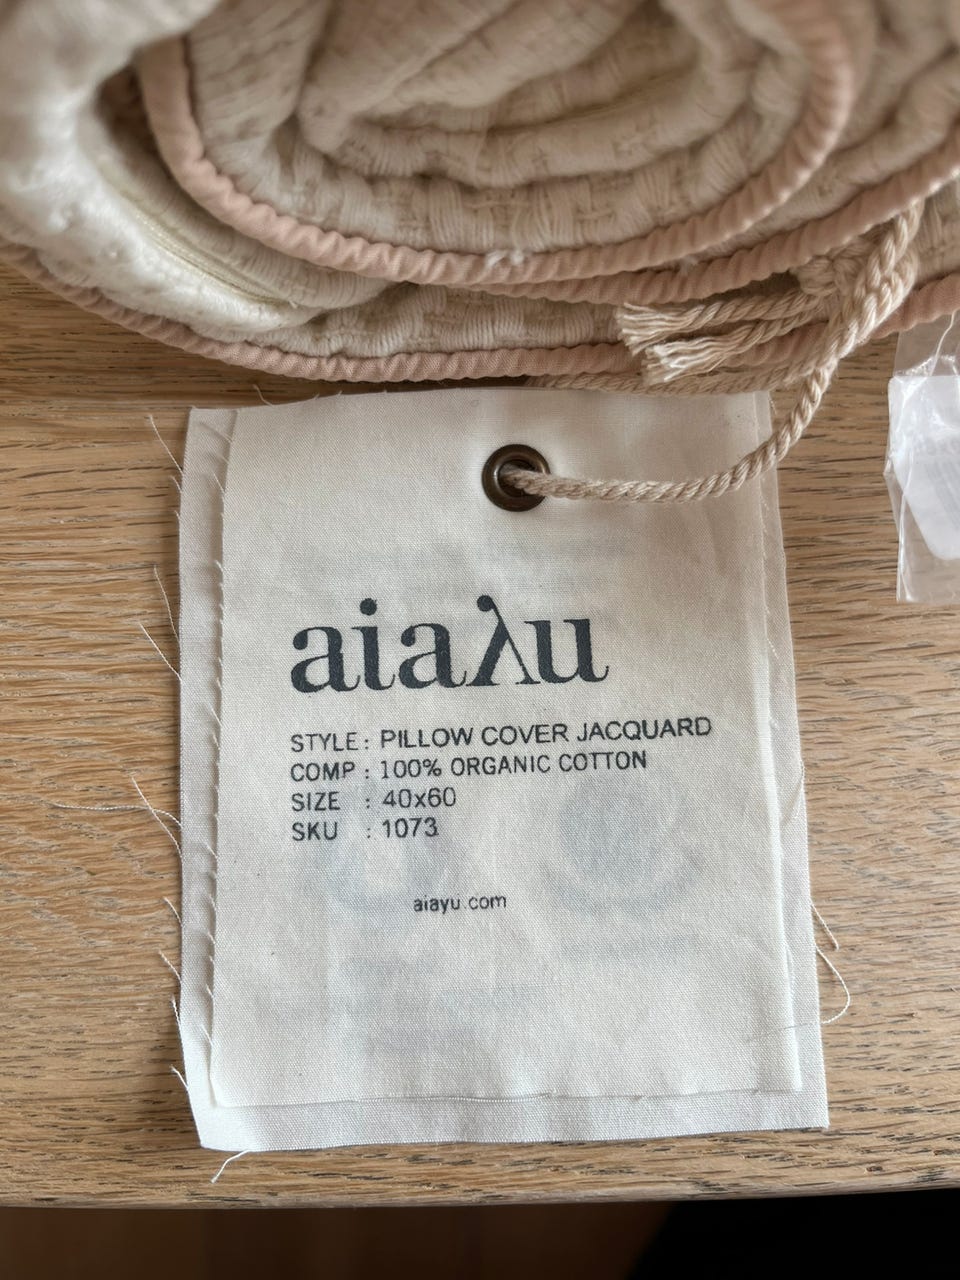 aiaλu
STYLE : PILLOW COVER JACQUARD
COMP : 100% ORGANIC COTTON
SIZE : 40x60
SKU : 1073
aiayu.com